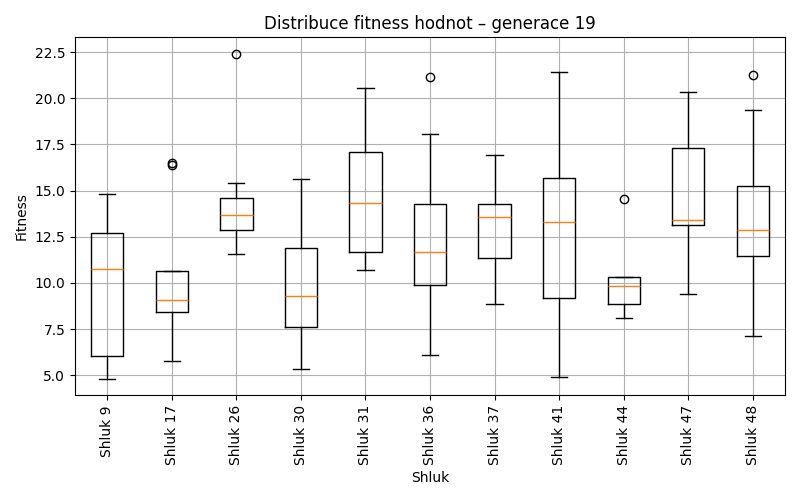 Distribuce fitness hodnot – generace 19
Fitness
22.5
20.0
17.5
15.0
12.5
10.0
7.5
5.0
Shluk 9
Shluk 17
Shluk 26
Shluk 30
Shluk 31
Shluk 36
Shluk 37
Shluk 41
Shluk 44
Shluk 47
Shluk 48
Shluk